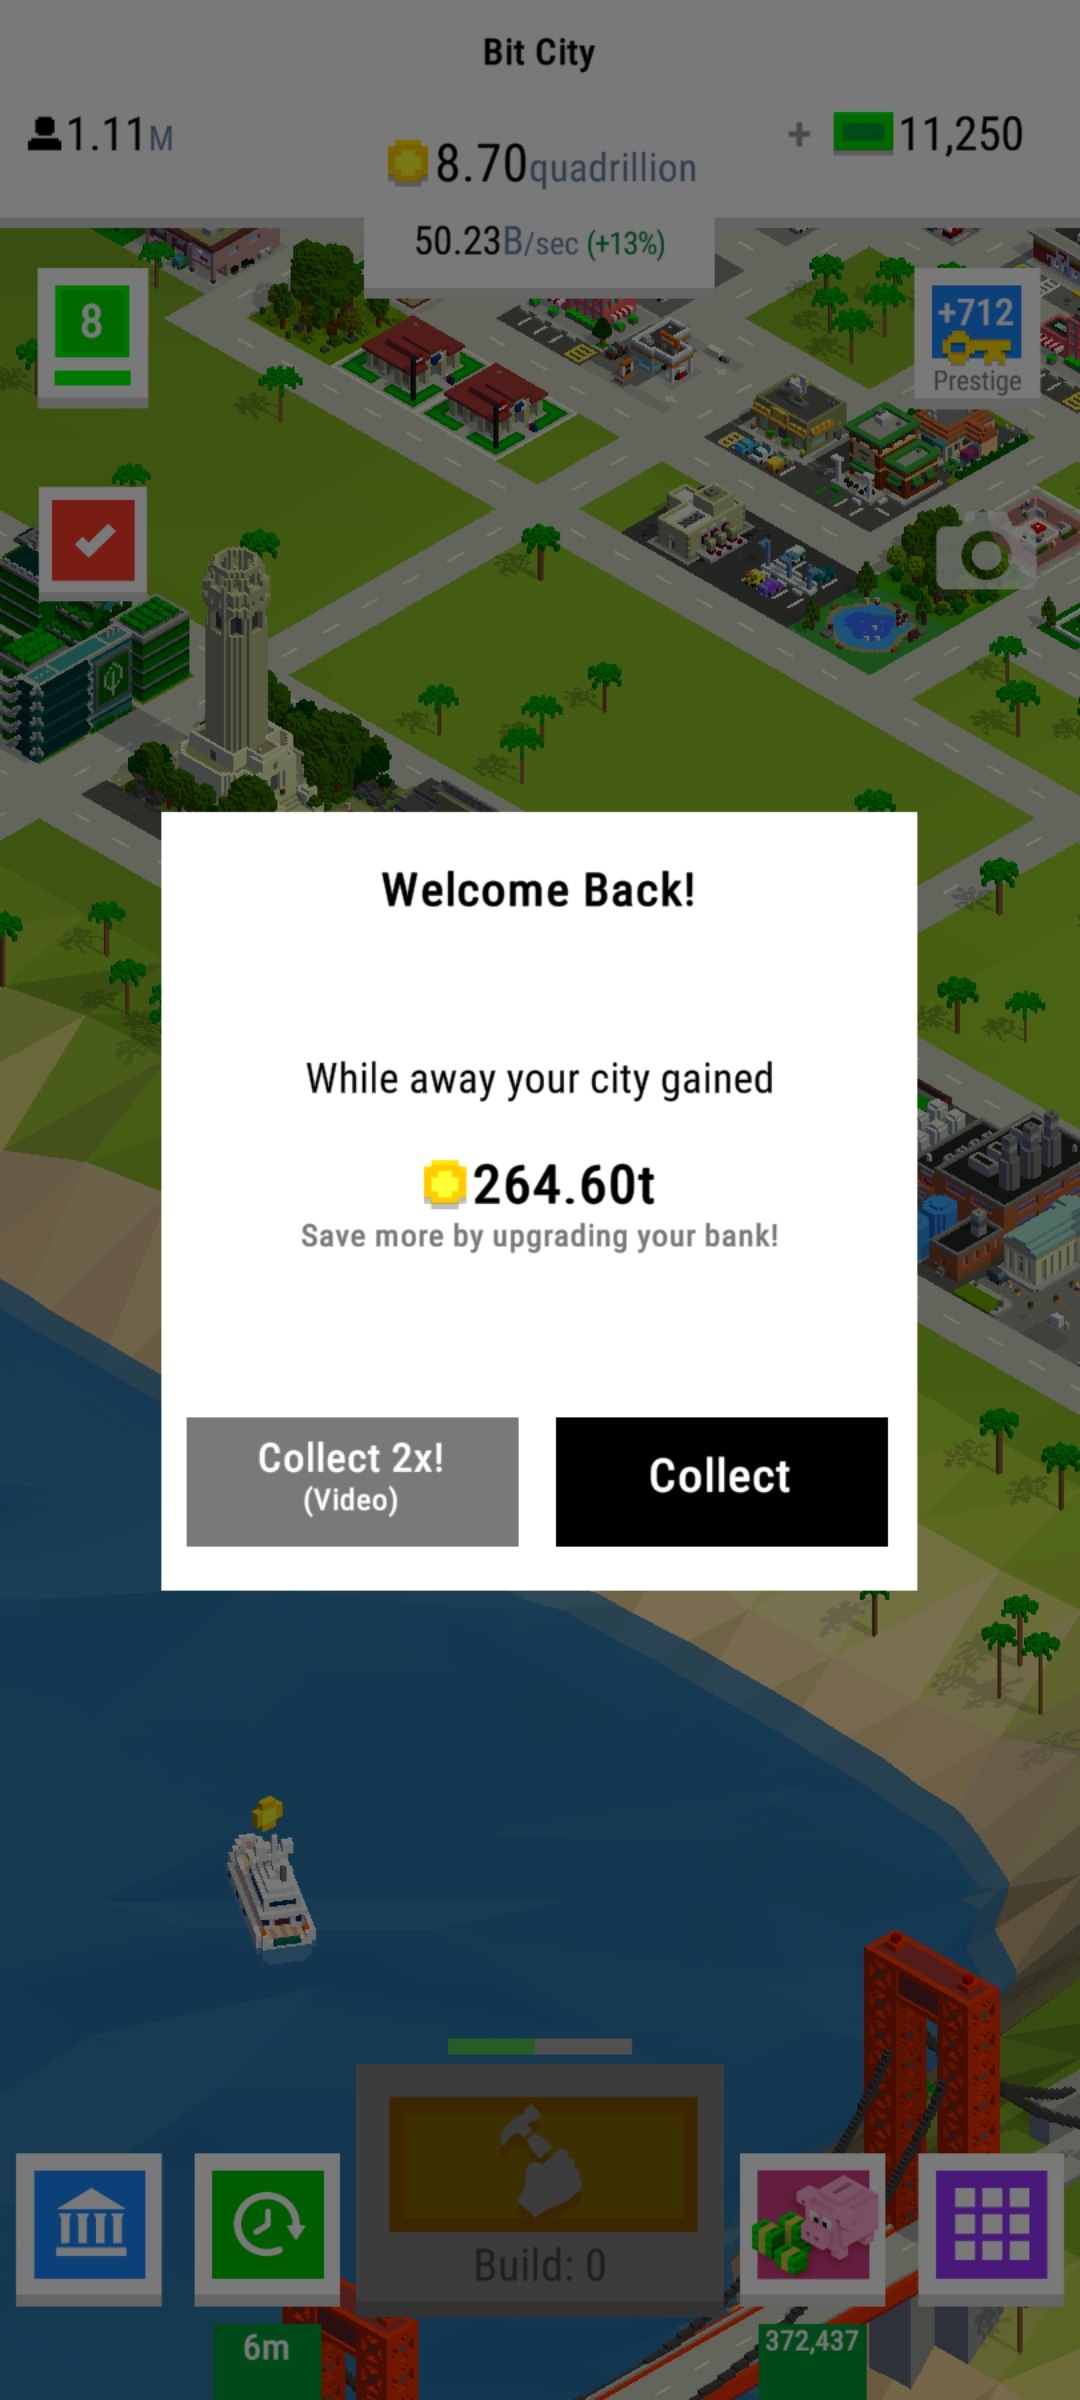 Bit City
1.11M
8.70quadrillion
+ 11,250
50.23B/sec (+13%)
8
+712
Prestige
Welcome Back!
While away your city gained
264.60t
Save more by upgrading your bank!
Collect 2x!
(Video)
Collect
Build: 0
6m
372,437